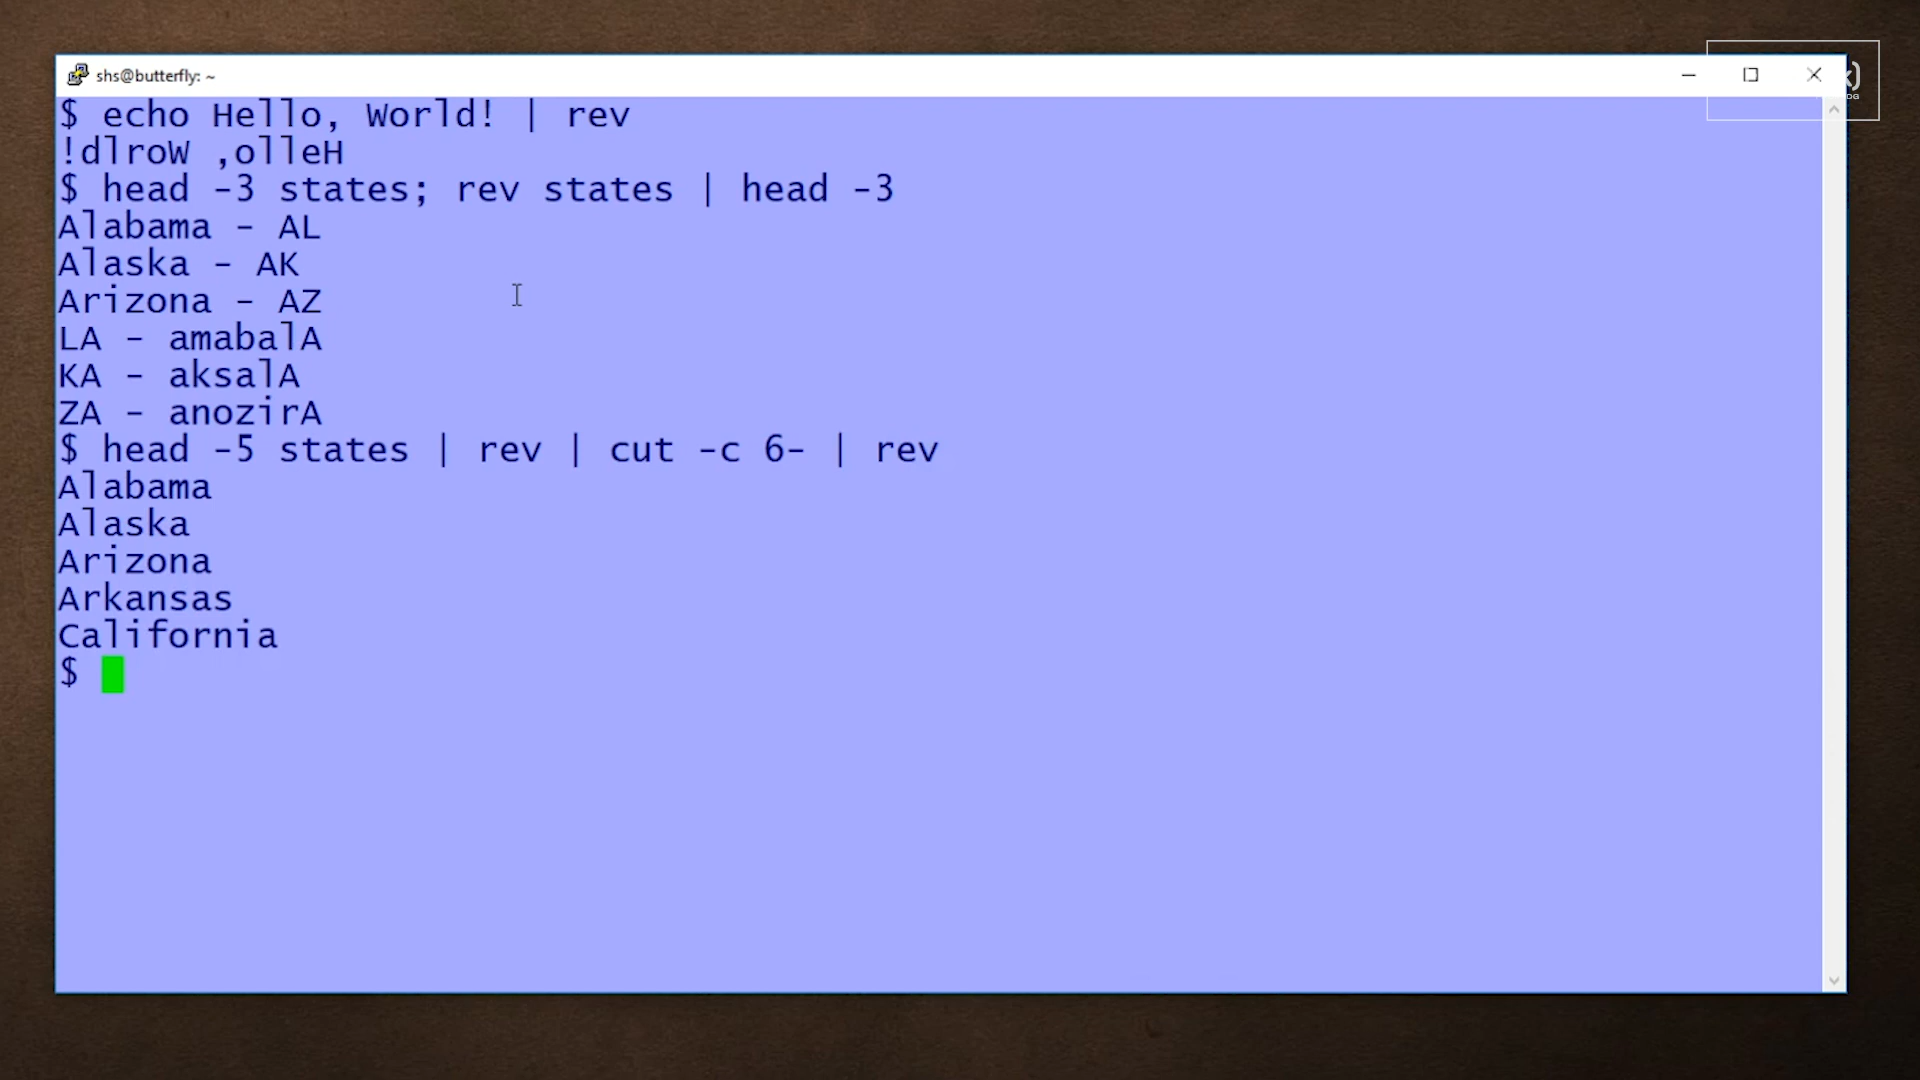 shs@butterfly: ~
$ echo Hello, World! | rev
!dlroW ,olleH
$ head -3 states; rev states | head -3
Alabama - AL
Alaska - AK
Arizona - AZ
LA - amabalA
KA - aksalA
ZA - anozirA
$ head -5 states | rev | cut -c 6- | rev
Alabama
Alaska
Arizona
Arkansas
California
$